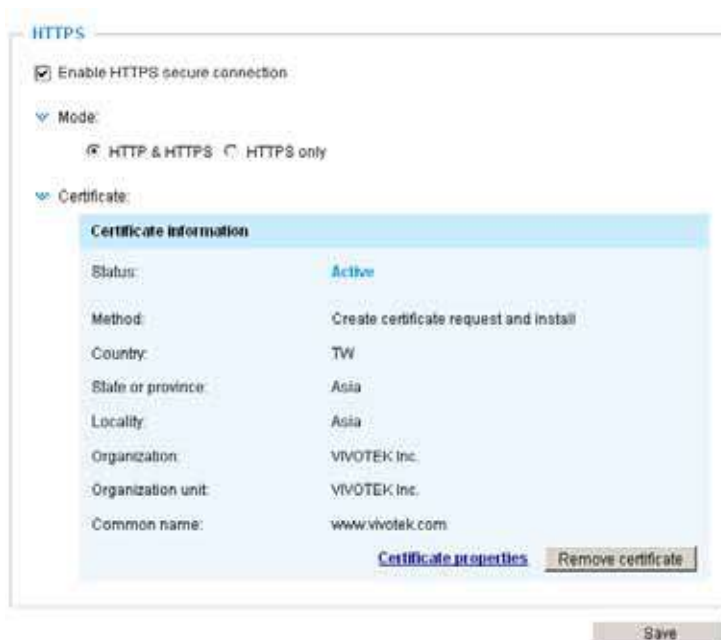 HTTPS
Enable HTTPS secure connection
Mode:
HTTP & HTTPS HTTPS only
Certificate:
Certificate information
Status: Active
Method: Create certificate request and install
Country: TW
State or province: Asia
Locality: Asia
Organization: VIVOTEK Inc.
Organization unit: VIVOTEK Inc.
Common name: www.vivotek.com
Certificate properties Remove certificate
Save